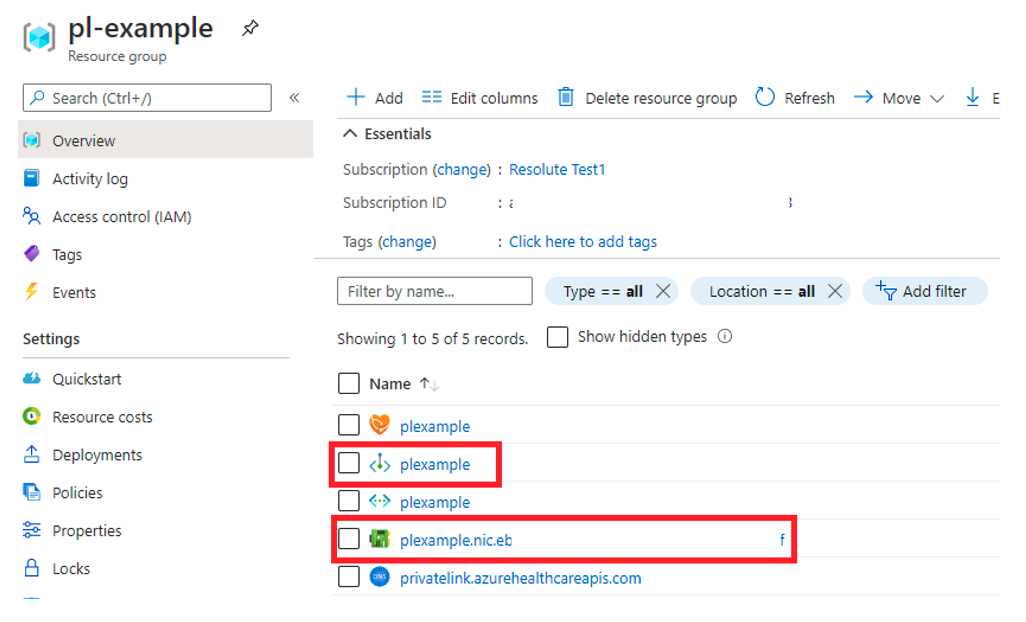 pl-example
Resource group
Search (Ctrl+/) «
Overview
Activity log
Access control (IAM)
Tags
Events
Settings
Quickstart
Resource costs
Deployments
Policies
Properties
Locks
Add Edit columns Delete resource group Refresh Move E
Essentials
Subscription (change) : Resolute Test1
Subscription ID :
Tags (change) : Click here to add tags
Filter by name... Type == all Location == all Add filter
Showing 1 to 5 of 5 records. Show hidden types
Name ↑↓
plexample
plexample
plexample
plexample.nic.eb f
DNS privatelink.azurehealthcareapis.com